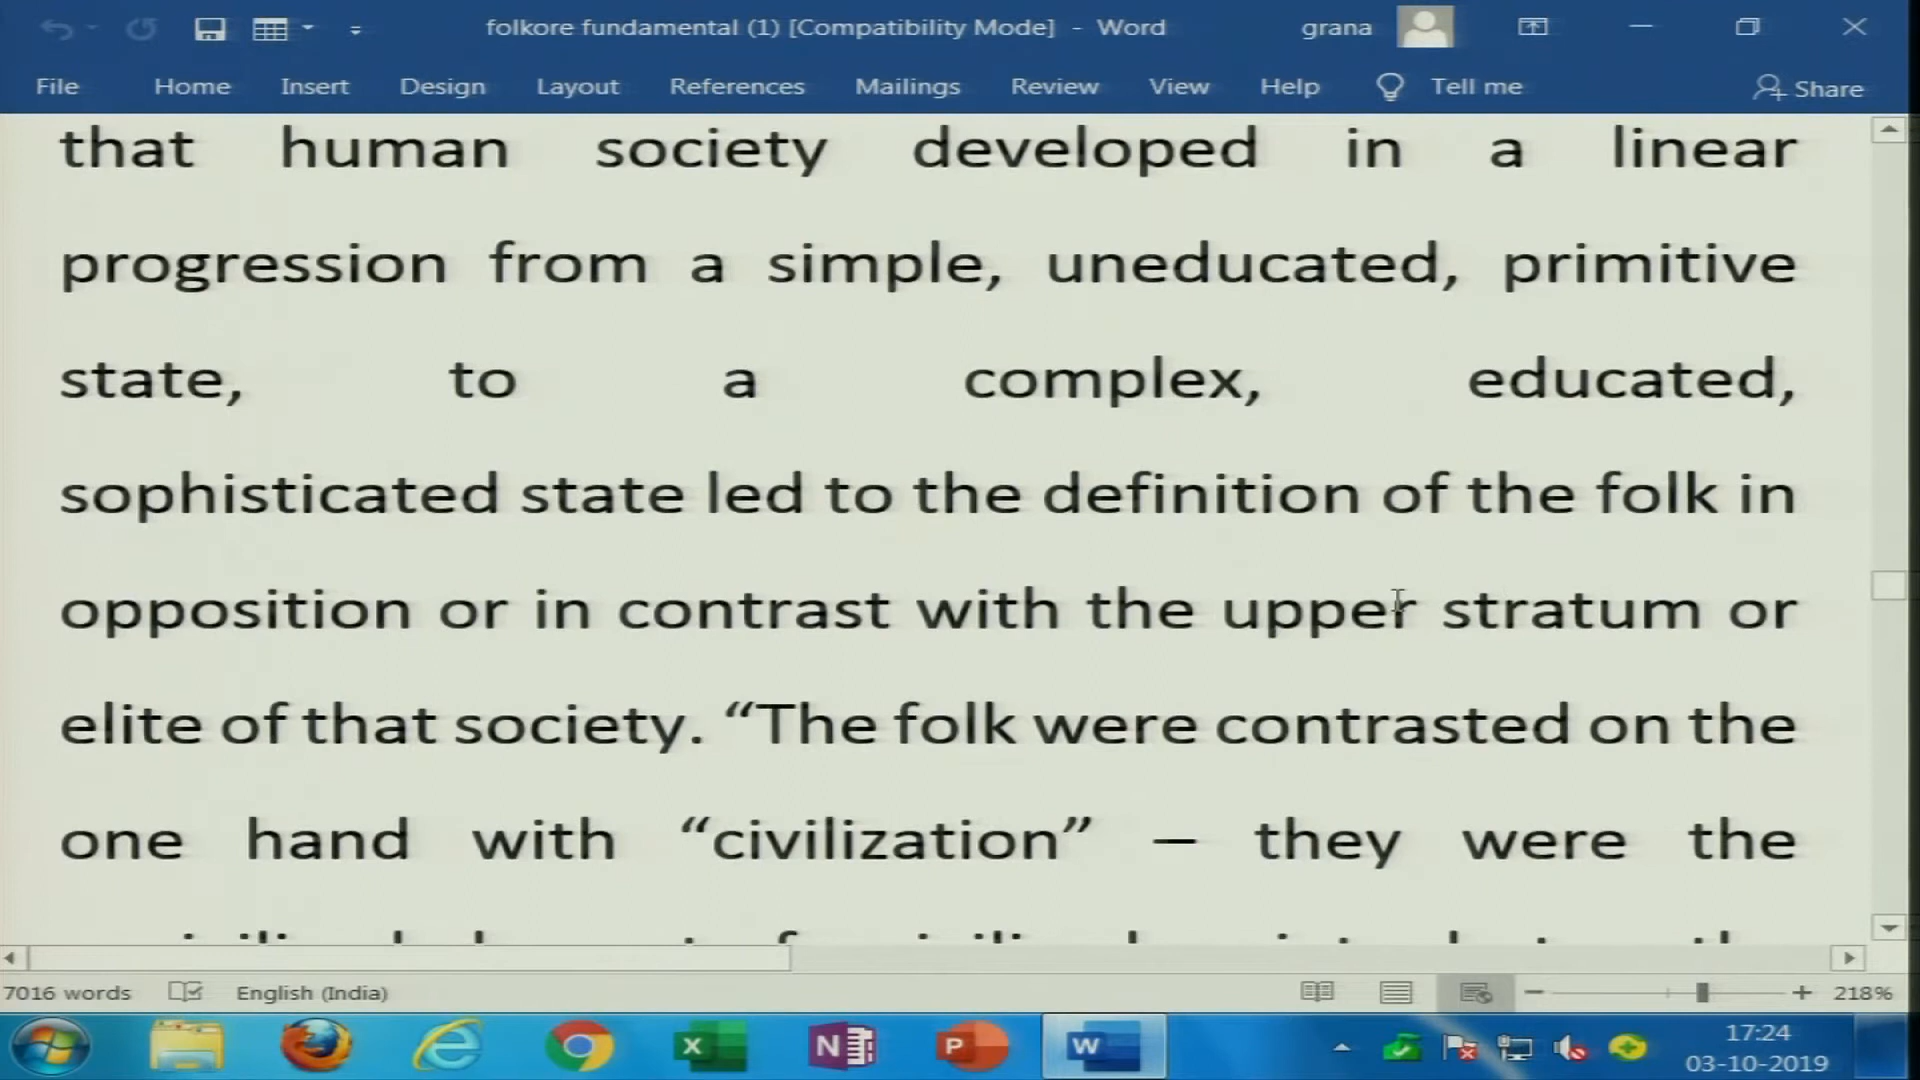 folkore fundamental (1) [Compatibility Mode] - Word
grana
File Home Insert Design Layout References Mailings Review View Help Tell me Share
that human society developed in a linear
progression from a simple, uneducated, primitive
state, to a complex, educated,
sophisticated state led to the definition of the folk in
opposition or in contrast with the upper stratum or
elite of that society. “The folk were contrasted on the
one hand with “civilization” – they were the
7016 words English (India) 218%
17:24
03-10-2019